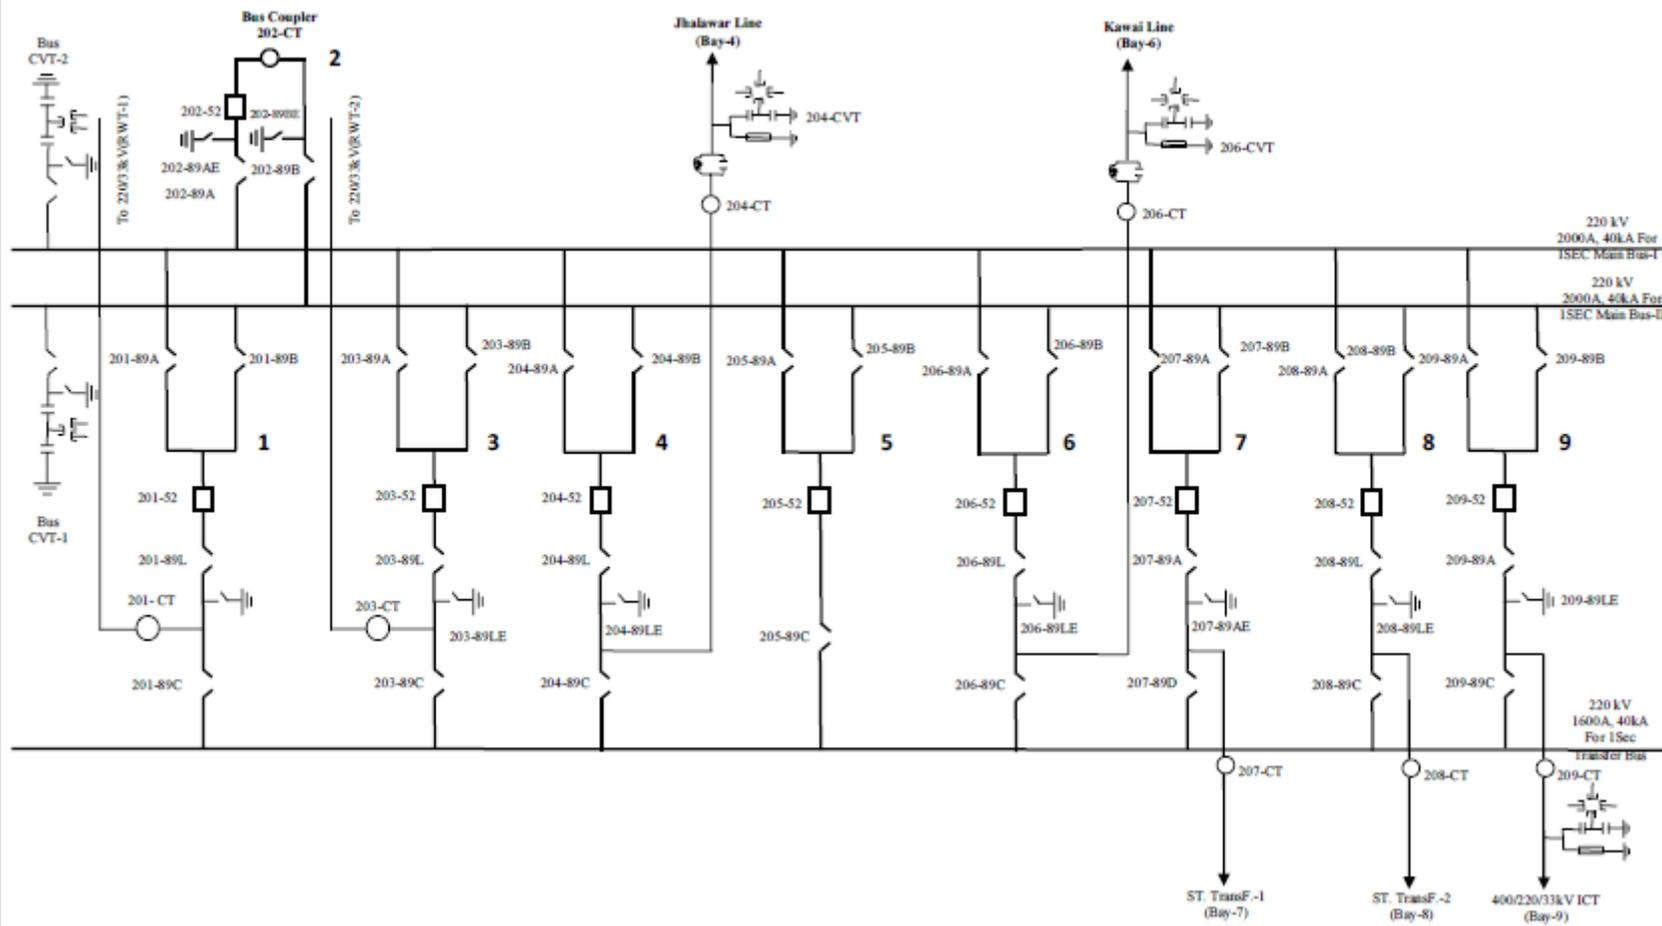 Bus Coupler
202-CT
2
Bus
CVT-2
To 220/33kV(RWT-1)
202-52
202-89BE
202-89AE
202-89B
202-89A
To 220/33kV(RWT-2)
Jhalawar Line
(Bay-4)
204-CVT
204-CT
Kawai Line
(Bay-6)
206-CVT
206-CT
220 kV
2000A, 40kA For
1SEC Main Bus-I
220 kV
2000A, 40kA For
1SEC Main Bus-II
201-89A
201-89B
203-89A
203-89B
204-89A
204-89B
205-89A
205-89B
206-89A
206-89B
207-89A
207-89B
208-89A
208-89B
209-89A
209-89B
1
3
4
5
6
7
8
9
201-52
203-52
204-52
205-52
206-52
207-52
208-52
209-52
Bus
CVT-1
201-89L
203-89L
204-89L
206-89L
207-89A
208-89L
209-89A
201- CT
203-CT
203-89LE
204-89LE
205-89C
206-89LE
207-89AE
208-89LE
209-89LE
201-89C
203-89C
204-89C
206-89C
207-89D
208-89C
209-89C
220 kV
1600A, 40kA
For 1Sec
Transfer Bus
207-CT
208-CT
209-CT
ST. TransF.-1
(Bay-7)
ST. TransF.-2
(Bay-8)
400/220/33kV ICT
(Bay-9)